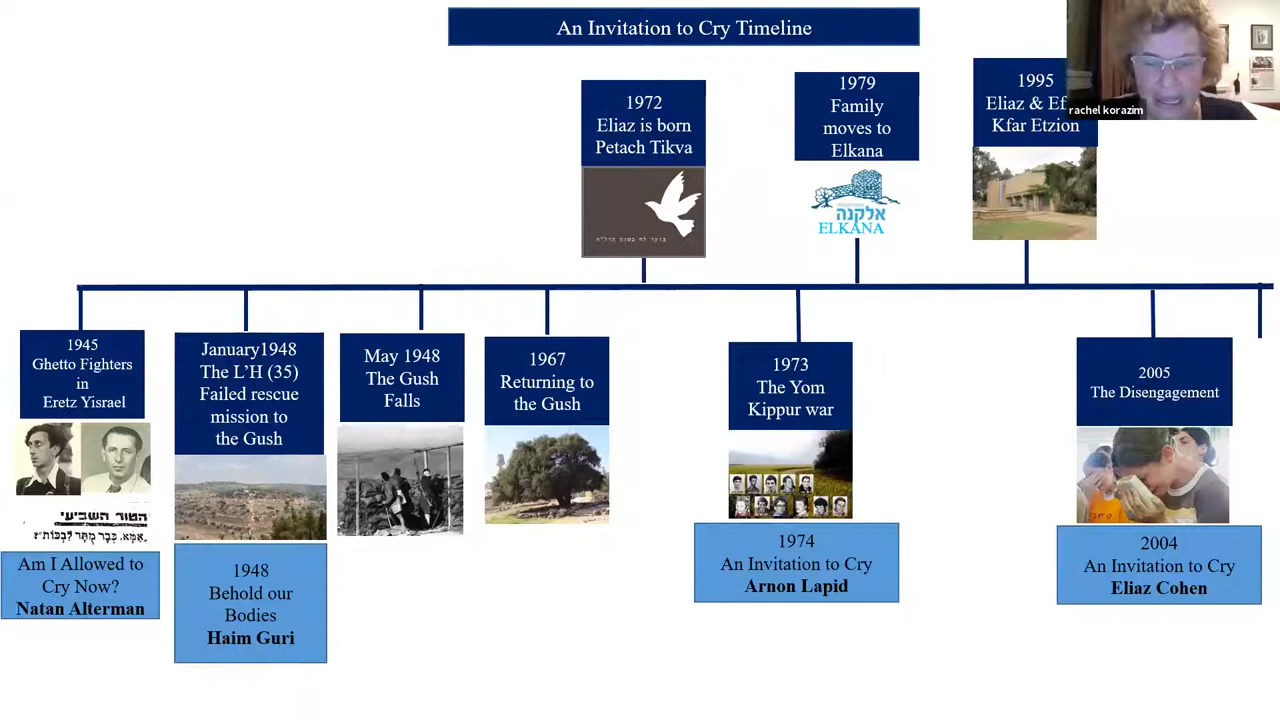 An Invitation to Cry Timeline
1972
Eliaz is born
Petach Tikva
1979
Family
moves to
Elkana
אלקנה
ELKANA
1995
Eliaz &
Kfar Etzion
rachel korazim
1945
Ghetto Fighters
in
Eretz Yisrael
הטור השביעי
אִמָּא, כְּבָר מֻתָּר לִבְכּוֹת?"
Am I Allowed to
Cry Now?
Natan Alterman
January1948
The L'H (35)
Failed rescue
mission to
the Gush
1948
Behold our
Bodies
Haim Guri
May 1948
The Gush
Falls
1967
Returning to
the Gush
1973
The Yom
Kippur war
1974
An Invitation to Cry
Arnon Lapid
2005
The Disengagement
2004
An Invitation to Cry
Eliaz Cohen